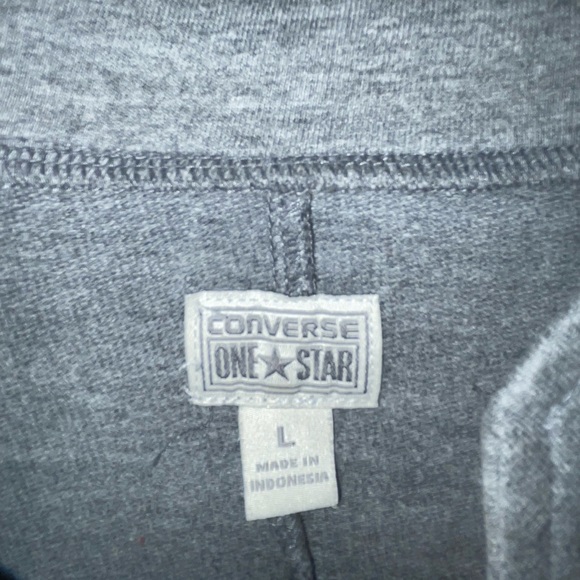 CONVERSE
ONE★STAR
L
MADE IN
INDONESIA